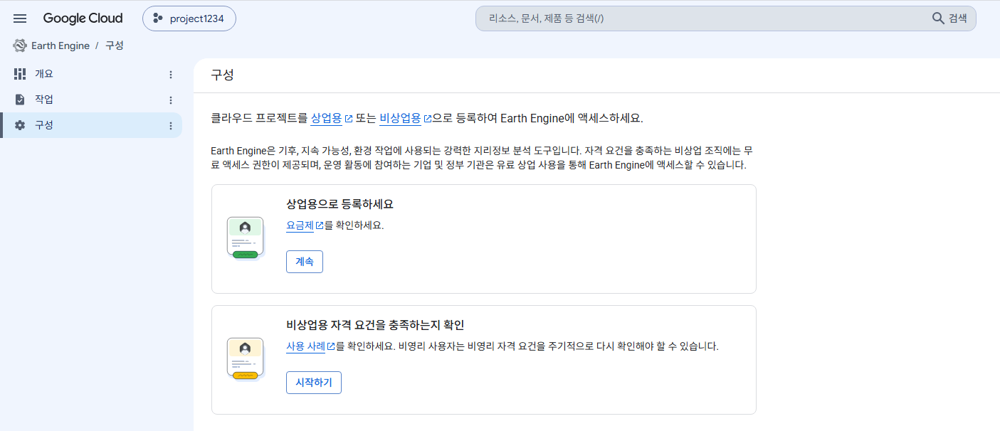 Google Cloud
project1234
리소스, 문서, 제품 등 검색(/)
검색
Earth Engine / 구성
개요
작업
구성
구성
클라우드 프로젝트를 상업용 또는 비상업용으로 등록하여 Earth Engine에 액세스하세요.
Earth Engine은 기후, 지속 가능성, 환경 작업에 사용되는 강력한 지리정보 분석 도구입니다. 자격 요건을 충족하는 비상업 조직에는 무
료 액세스 권한이 제공되며, 운영 활동에 참여하는 기업 및 정부 기관은 유료 상업 사용을 통해 Earth Engine에 액세스할 수 있습니다.
상업용으로 등록하세요
요금제를 확인하세요.
계속
비상업용 자격 요건을 충족하는지 확인
사용 사례를 확인하세요. 비영리 사용자는 비영리 자격 요건을 주기적으로 다시 확인해야 할 수 있습니다.
시작하기